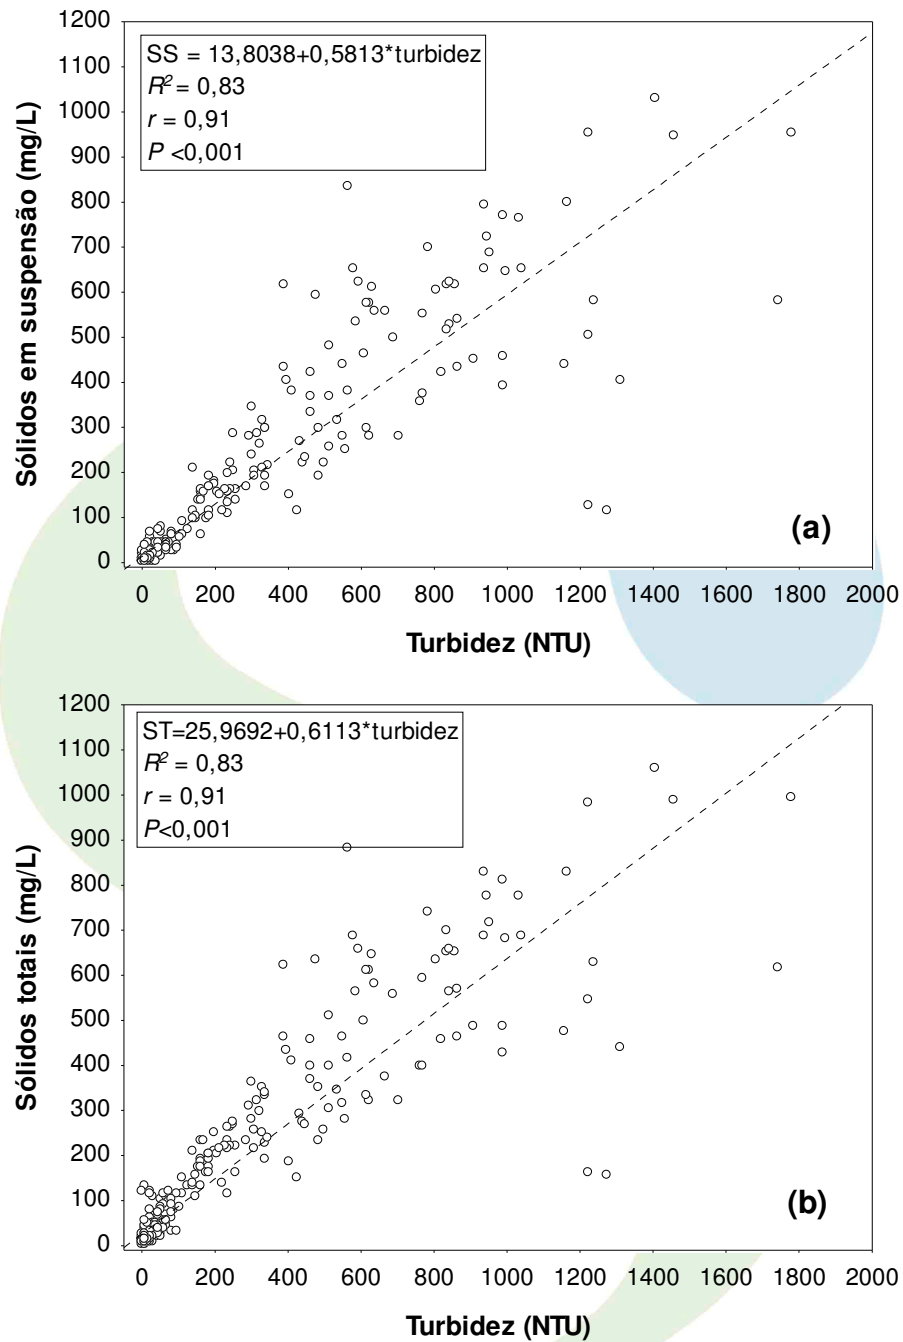 SS = 13,8038+0,5813*turbidez
R² = 0,83
r = 0,91
P <0,001
Sólidos em suspensão (mg/L)
1200
1100
1000
900
800
700
600
500
400
300
200
100
0
(a)
0 200 400 600 800 1000 1200 1400 1600 1800 2000
Turbidez (NTU)
ST=25,9692+0,6113*turbidez
R² = 0,83
r = 0,91
P<0,001
Sólidos totais (mg/L)
1200
1100
1000
900
800
700
600
500
400
300
200
100
0
(b)
0 200 400 600 800 1000 1200 1400 1600 1800 2000
Turbidez (NTU)